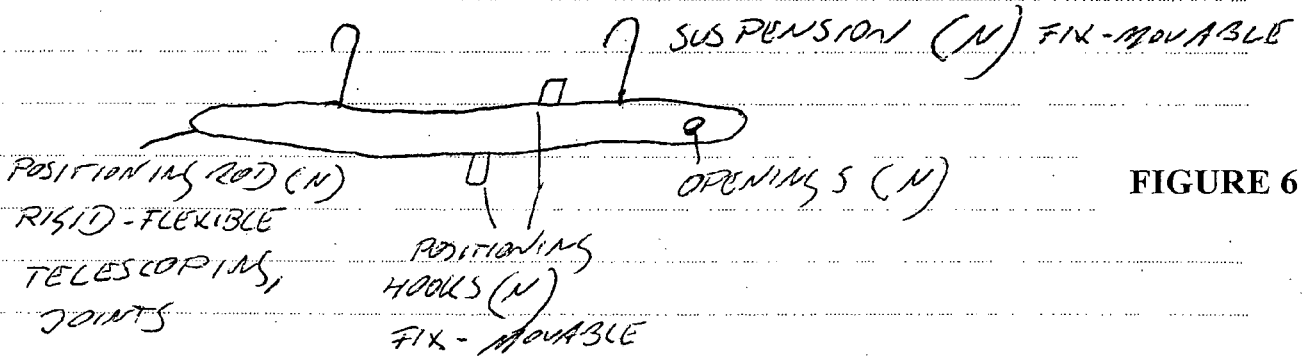 SUSPENSION (N) FIX-MOVABLE
POSITIONING ROD (N)
RIGID-FLEXIBLE
TELESCOPING,
JOINTS
POSITIONING
HOOKS (N)
FIX-MOVABLE
OPENINGS (N)
FIGURE 6